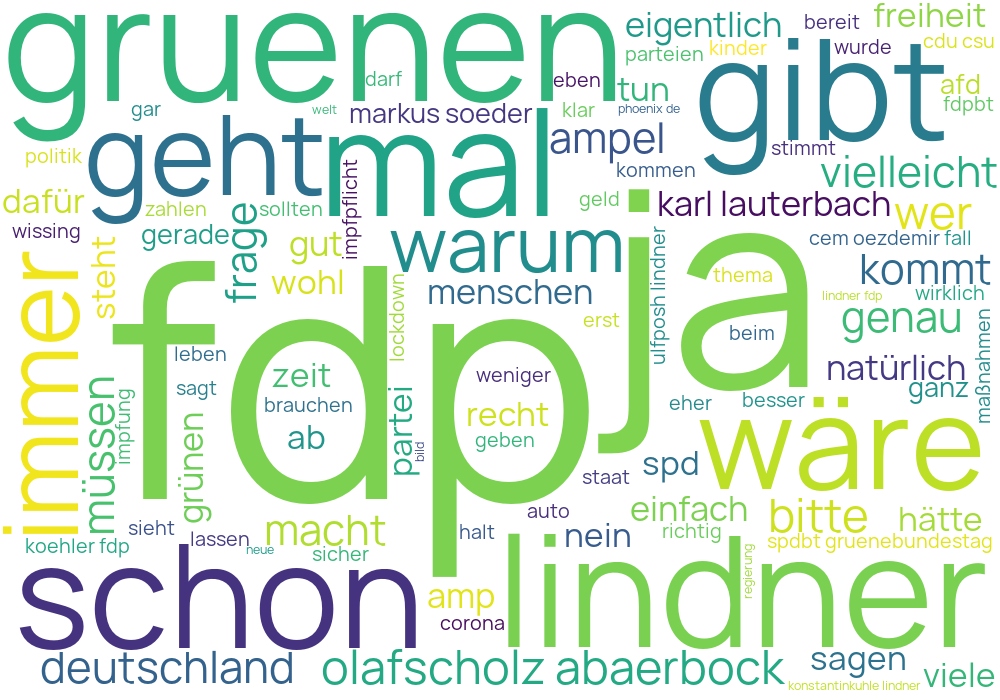 gruenen
eigentlich
bereit
freiheit
parteien
kinder
wurde
cdu csu
gibt
darf
eben
tun
afd
gar
welt
markus soeder
klar
phoenix de
fdpbt
geht
mal
ampel
stimmt
politik
impfpflicht
kommen
vielleicht
dafür
zahlen
sollten
geld
karl lauterbach
wer
wissing
gerade
frage
gut
warum
ja
cem oezdemir
fall
immer
steht
wohl
menschen
ulfposh lindner
thema
kommt
fdp
lockdown
erst
lindner fdp
wirklich
genau
leben
beim
maßnahmen
zeit
weniger
natürlich
ganz
müssen
impfung
sagt
brauchen
partei
recht
eher
besser
grünen
ab
bild
geben
wäre
staat
spd
sieht
macht
auto
einfach
bitte
hätte
koehler fdp
lassen
neue
sicher
halt
nein
richtig
spdbt gruenebundestag
schon
amp
lindner
regierung
corona
deutschland
olafscholz abaerbock
sagen
viele
konstantinkuhle lindner